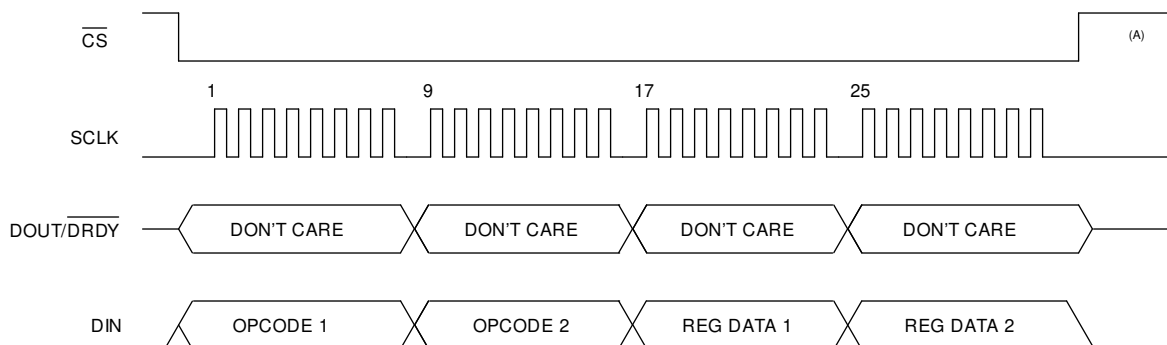 CS
(A)
1 9 17 25
SCLK
DOUT/DRDY DON'T CARE DON'T CARE DON'T CARE DON'T CARE
DIN OPCODE 1 OPCODE 2 REG DATA 1 REG DATA 2